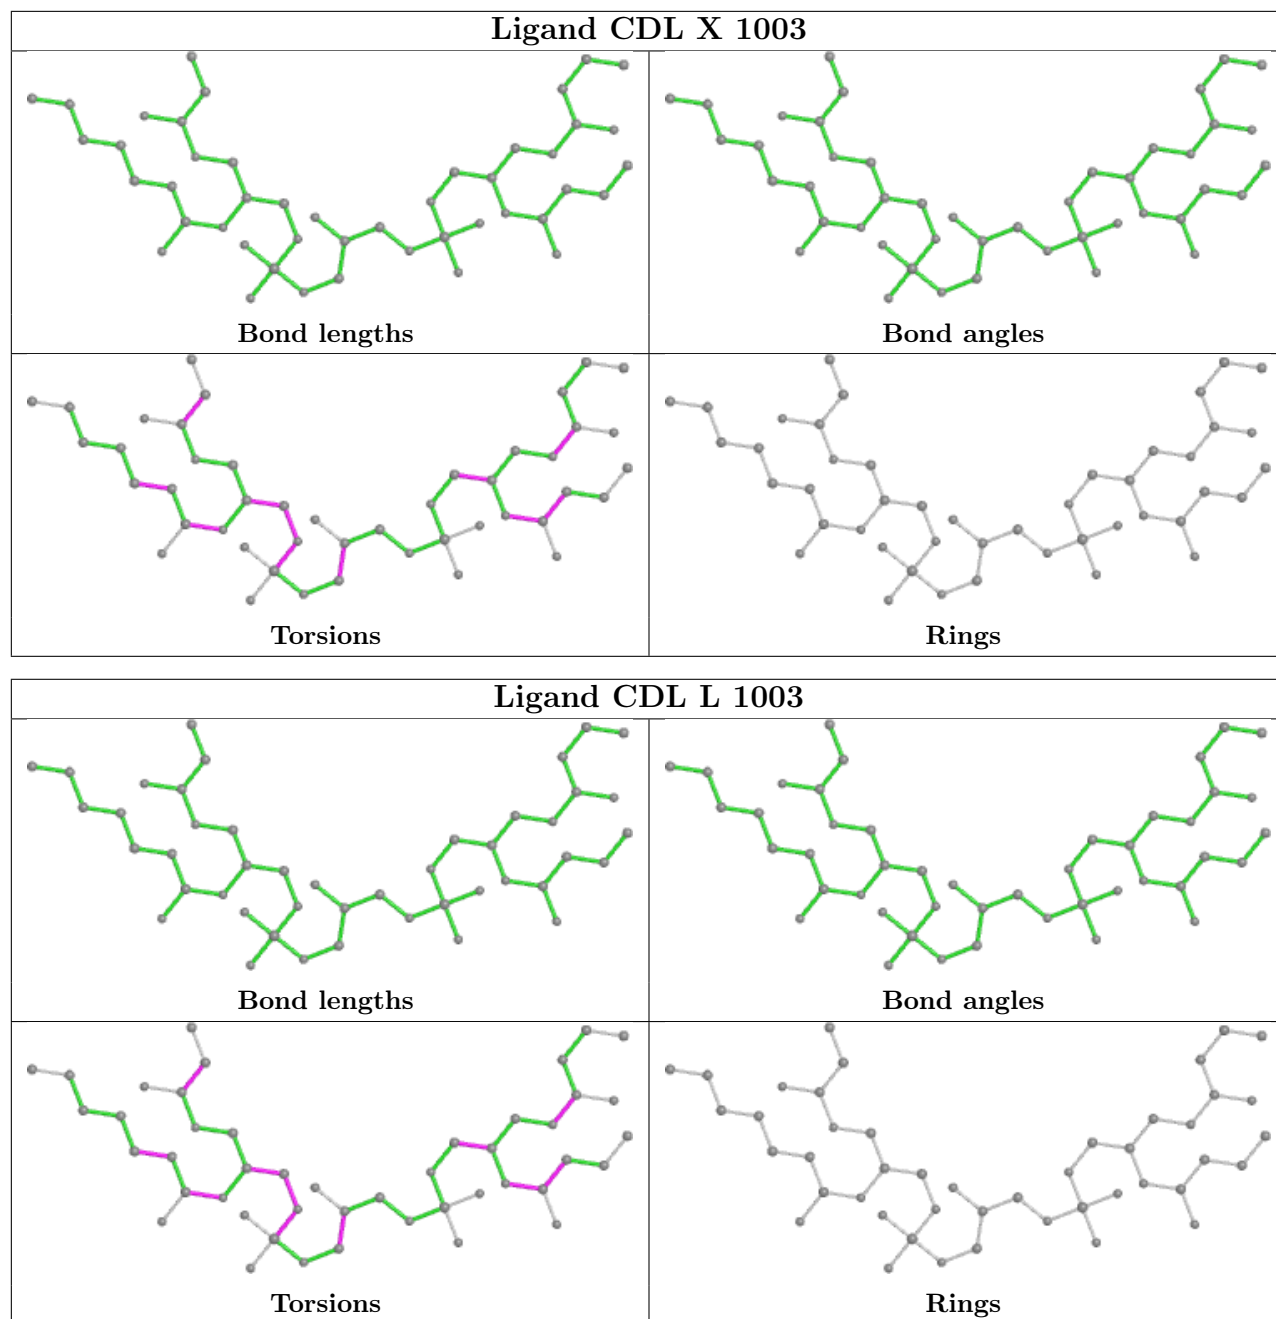 Ligand CDL X 1003
Bond lengths
Bond angles
Torsions
Rings
Ligand CDL L 1003
Bond lengths
Bond angles
Torsions
Rings